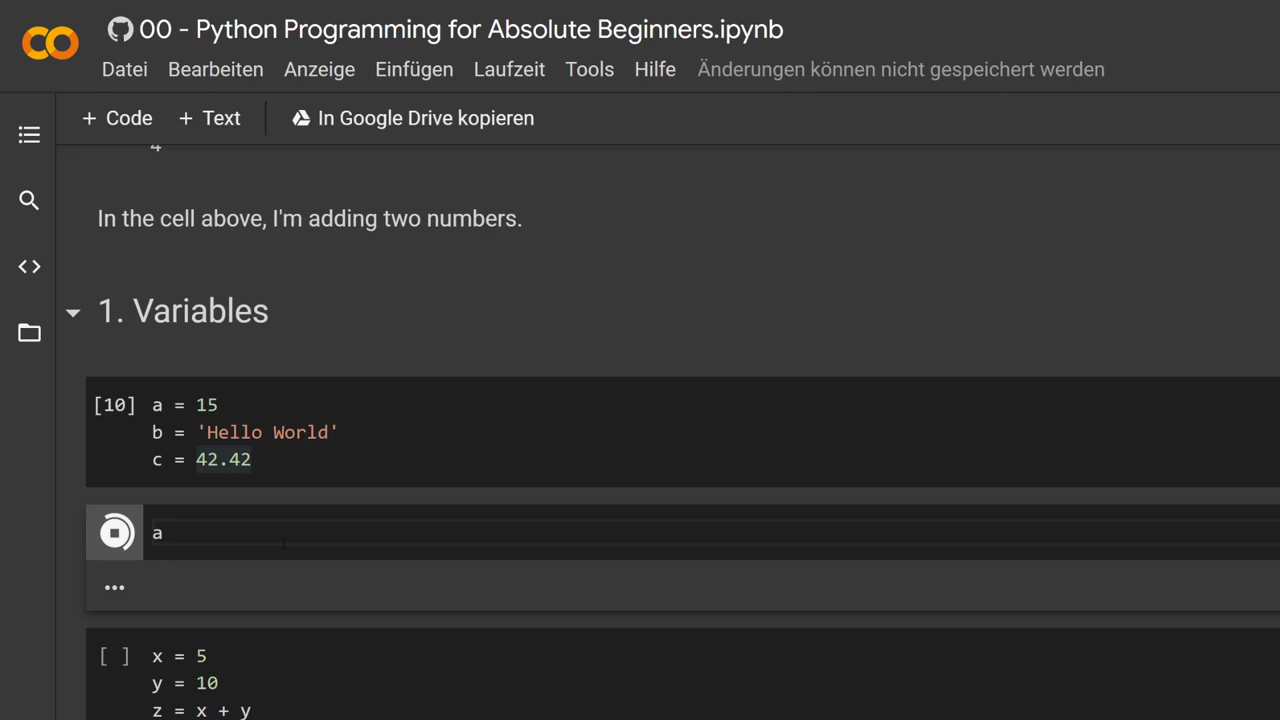 00 - Python Programming for Absolute Beginners.ipynb
Datei Bearbeiten Anzeige Einfügen Laufzeit Tools Hilfe Änderungen können nicht gespeichert werden
+ Code + Text In Google Drive kopieren
4
In the cell above, I'm adding two numbers.
1. Variables
[10] a = 15
b = 'Hello World'
c = 42.42
a
...
[ ] x = 5
y = 10
z = x + y